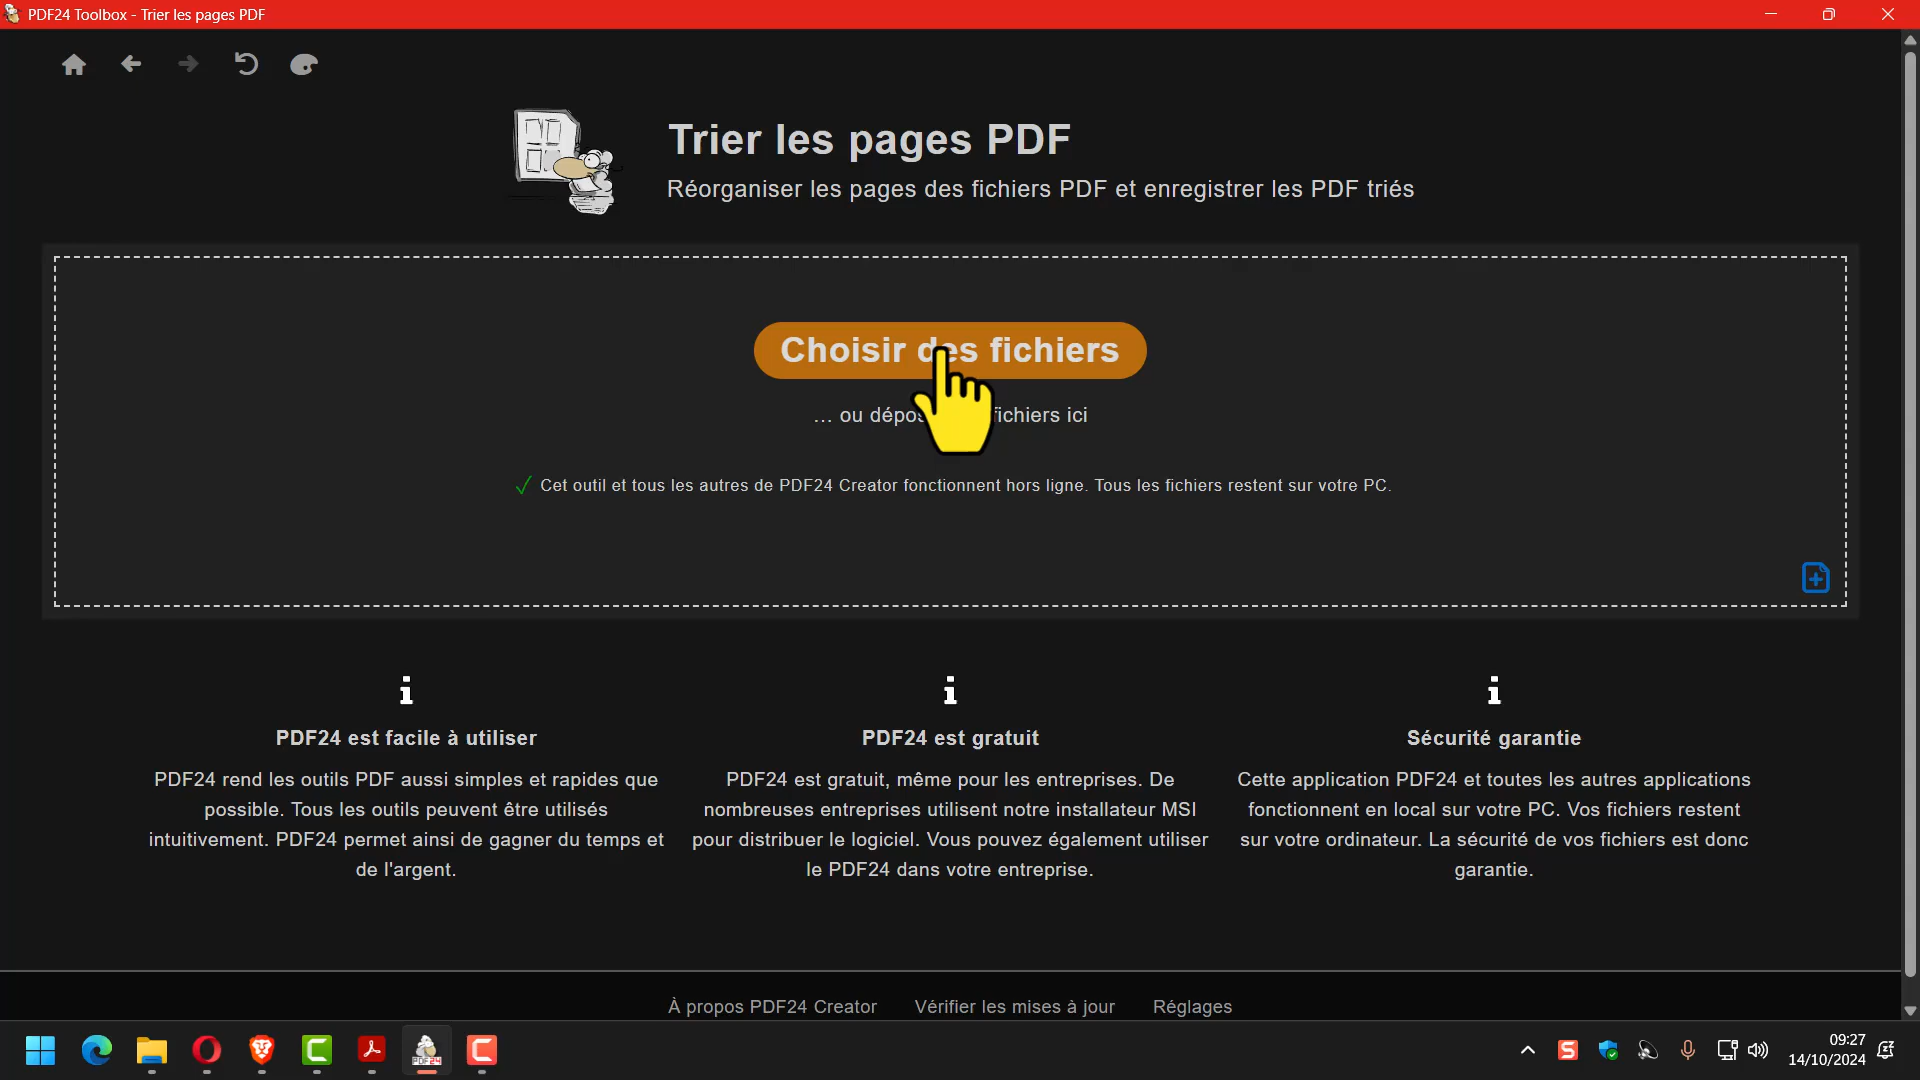 PDF24 Toolbox - Trier les pages PDF
Trier les pages PDF
Réorganiser les pages des fichiers PDF et enregistrer les PDF triés
Choisir des fichiers
... ou fichiers ici
Cet outil et tous les autres de PDF24 Creator fonctionnent hors ligne. Tous les fichiers restent sur votre PC.
PDF24 est facile à utiliser
PDF24 rend les outils PDF aussi simples et rapides que
possible. Tous les outils peuvent être utilisés
intuitivement. PDF24 permet ainsi de gagner du temps et
de l'argent.
PDF24 est gratuit
PDF24 est gratuit, même pour les entreprises. De
nombreuses entreprises utilisent notre installateur MSI
pour distribuer le logiciel. Vous pouvez également utiliser
le PDF24 dans votre entreprise.
Sécurité garantie
Cette application PDF24 et toutes les autres applications
fonctionnent en local sur votre PC. Vos fichiers restent
sur votre ordinateur. La sécurité de vos fichiers est donc
garantie.
À propos PDF24 Creator Vérifier les mises à jour Réglages
PDF24
09:27
14/10/2024